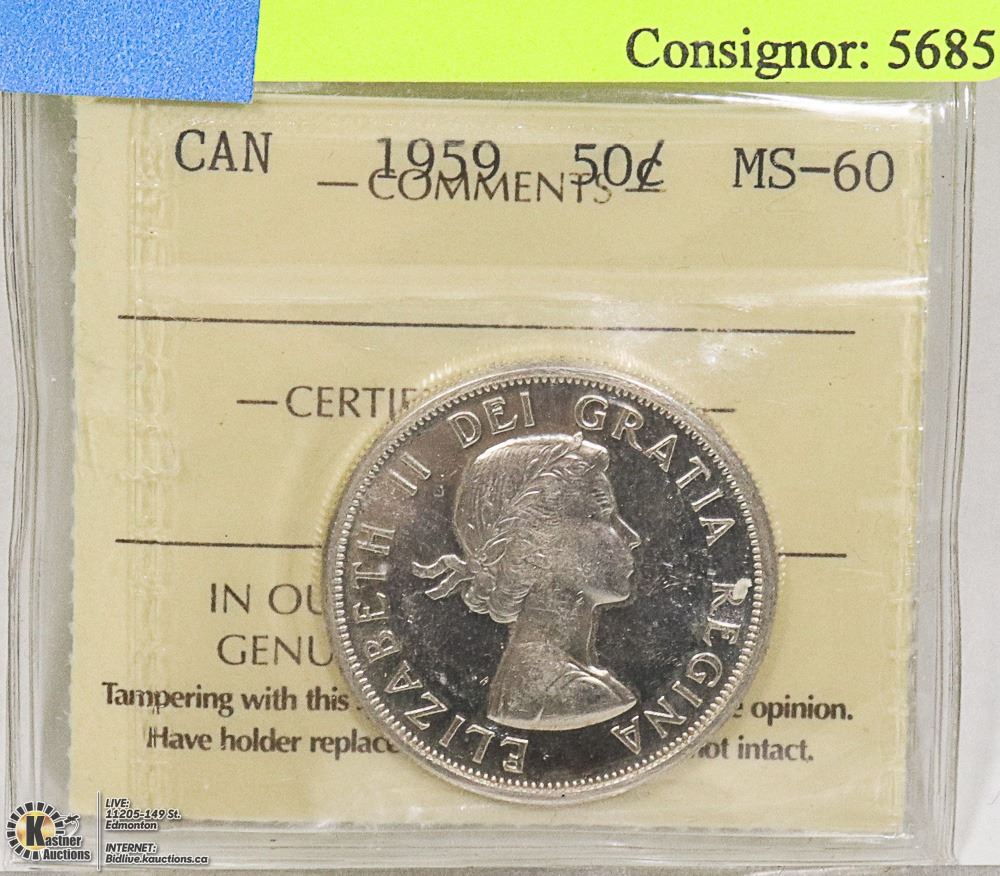 Consignor: 5685
CAN 1959 50¢ MS-60
— COMMENTS —
— CERTIF
ELIZABETH II DEI GRATIA REGINA
IN OU
GENU
Tampering with this opinion.
Have holder replace not intact.
Kastner
Auctions
LIVE:
11205-149 St.
Edmonton
INTERNET:
Bidlive.kauctions.ca